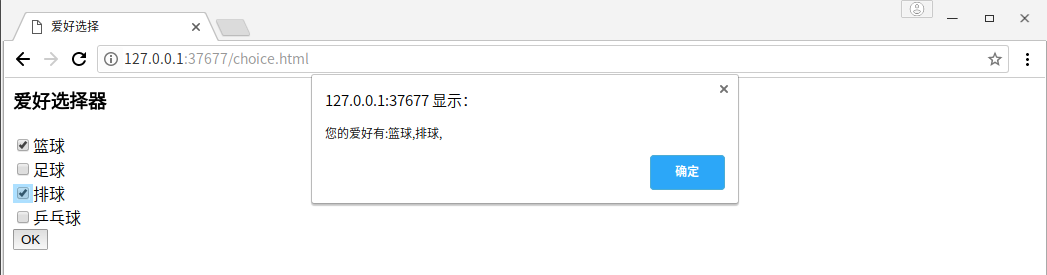 爱好选择
127.0.0.1:37677/choice.html
127.0.0.1:37677 显示：
爱好选择器
您的爱好有:篮球,排球,
篮球
确定
足球
排球
乒乓球
OK